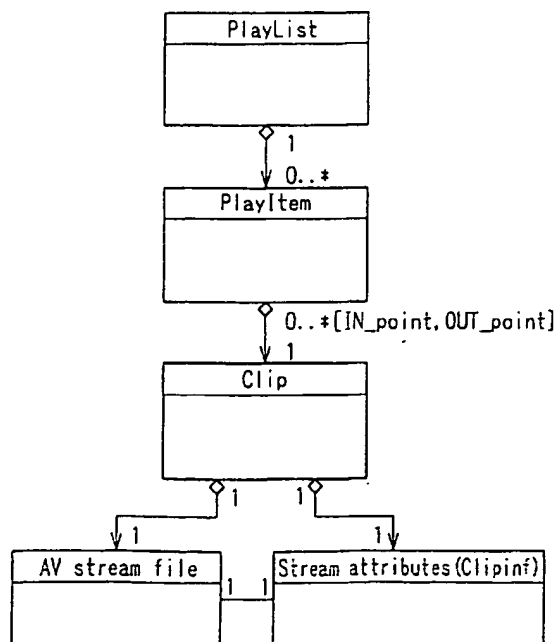 PlayList
1
0..*
PlayItem
0..*[IN_point, OUT_point]
1
Clip
1 1
1 1
AV stream file 1 1 Stream attributes(Clipinf)